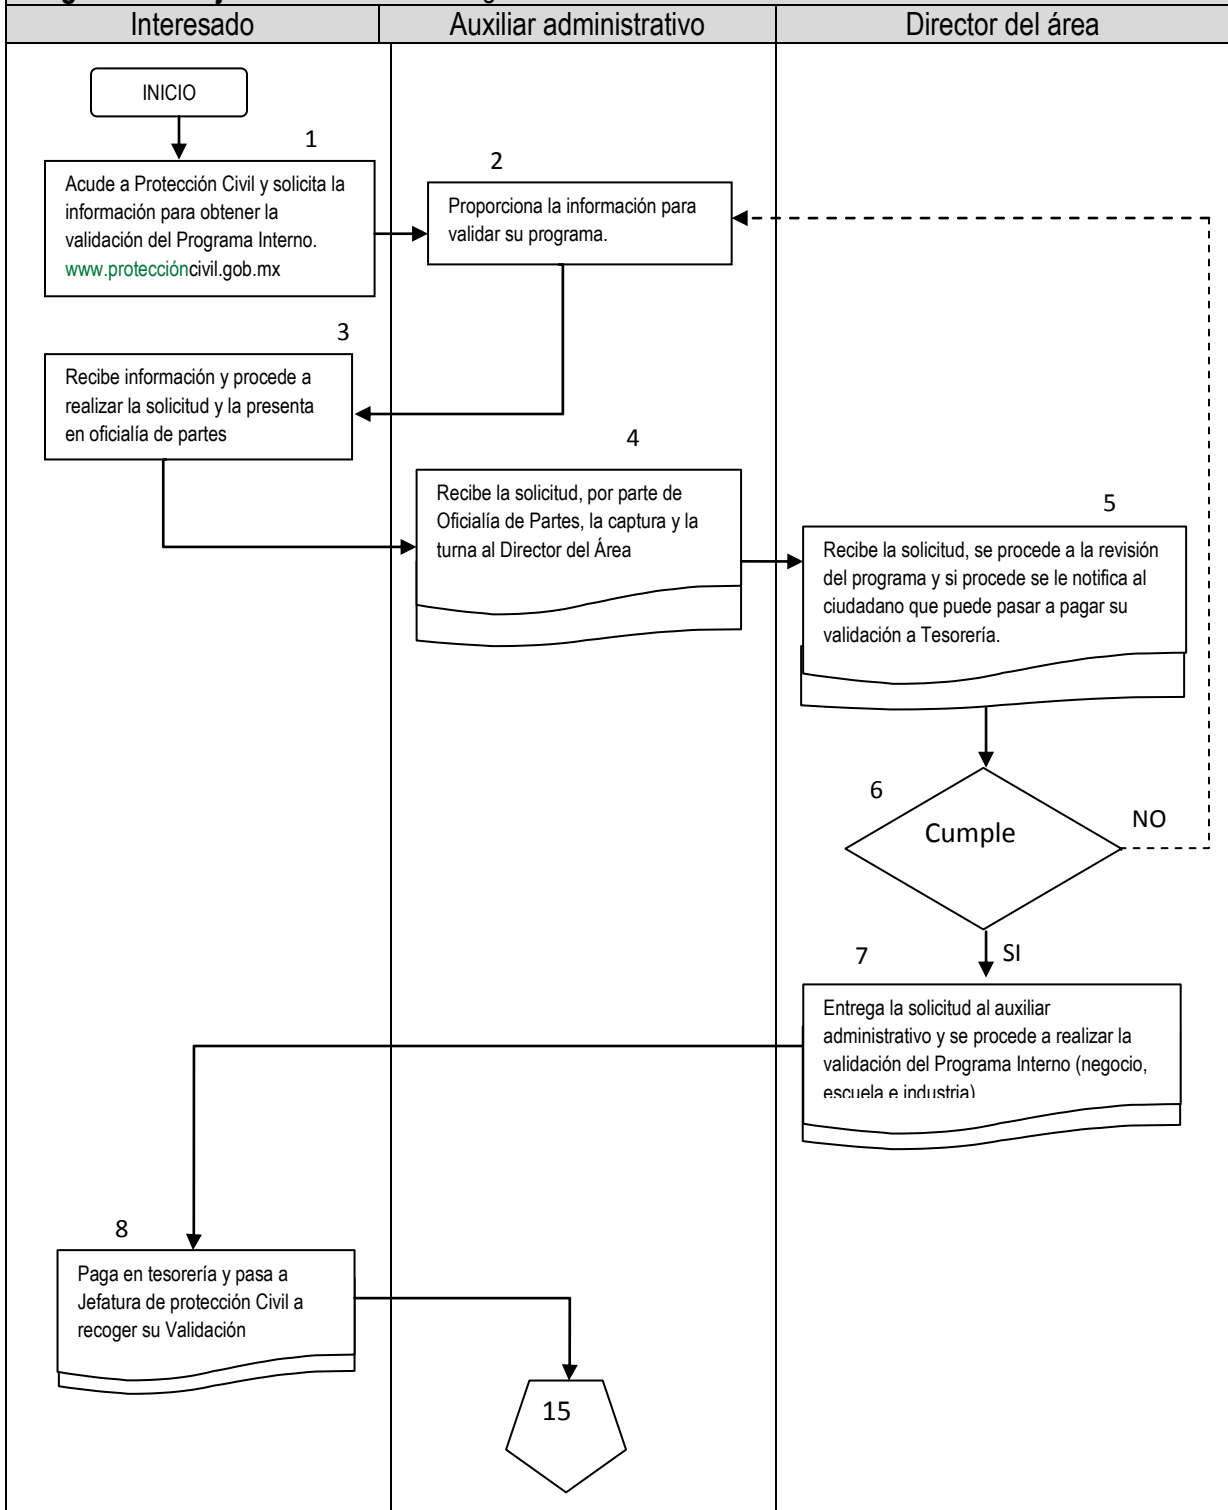 Interesado
Auxiliar administrativo
Director del área
INICIO
1
Acude a Protección Civil y solicita la
información para obtener la
validación del Programa Interno.
www.proteccióncivil.gob.mx
2
Proporciona la información para
validar su programa.
3
Recibe información y procede a
realizar la solicitud y la presenta
en oficialía de partes
4
Recibe la solicitud, por parte de
Oficialía de Partes, la captura y la
turna al Director del Área
5
Recibe la solicitud, se procede a la revisión
del programa y si procede se le notifica al
ciudadano que puede pasar a pagar su
validación a Tesorería.
6
Cumple
NO
SI
7
Entrega la solicitud al auxiliar
administrativo y se procede a realizar la
validación del Programa Interno (negocio,
escuela e industria)
8
Paga en tesorería y pasa a
Jefatura de protección Civil a
recoger su Validación
15